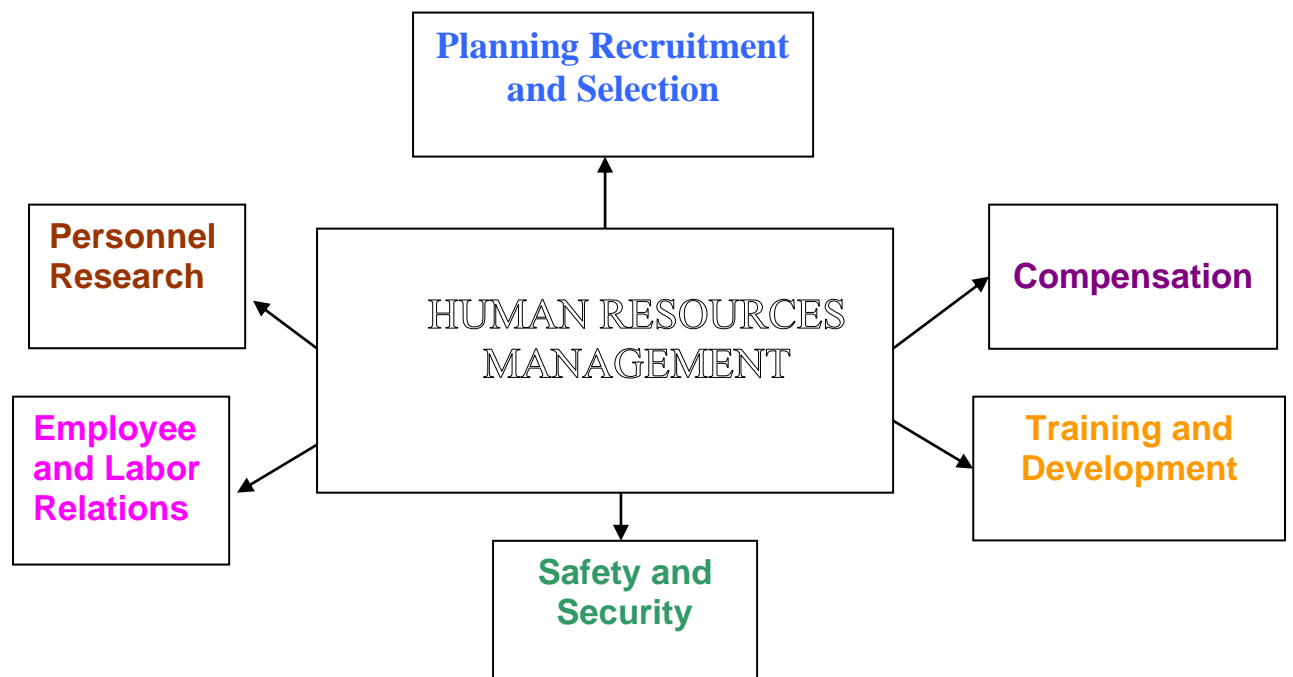 Planning Recruitment
and Selection
Personnel
Research
HUMAN RESOURCES
MANAGEMENT
Compensation
Employee
and Labor
Relations
Training and
Development
Safety and
Security